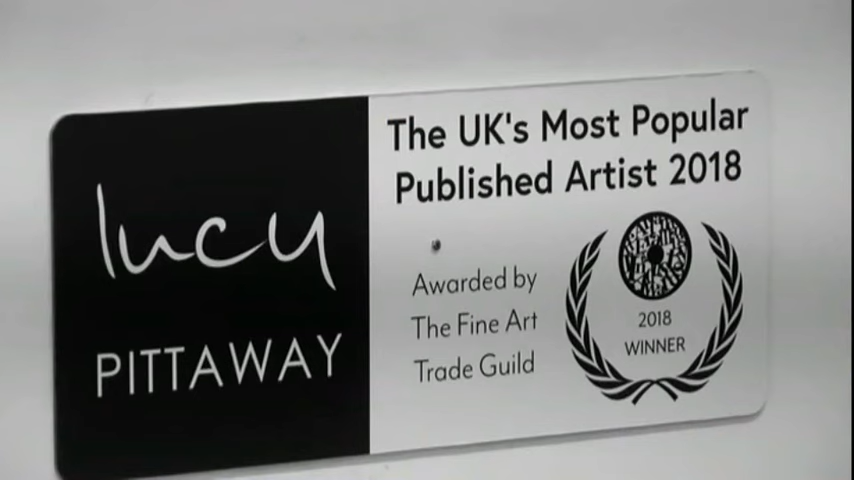 lucy
PITTAWAY
The UK's Most Popular
Published Artist 2018
Awarded by
The Fine Art
Trade Guild
2018
WINNER